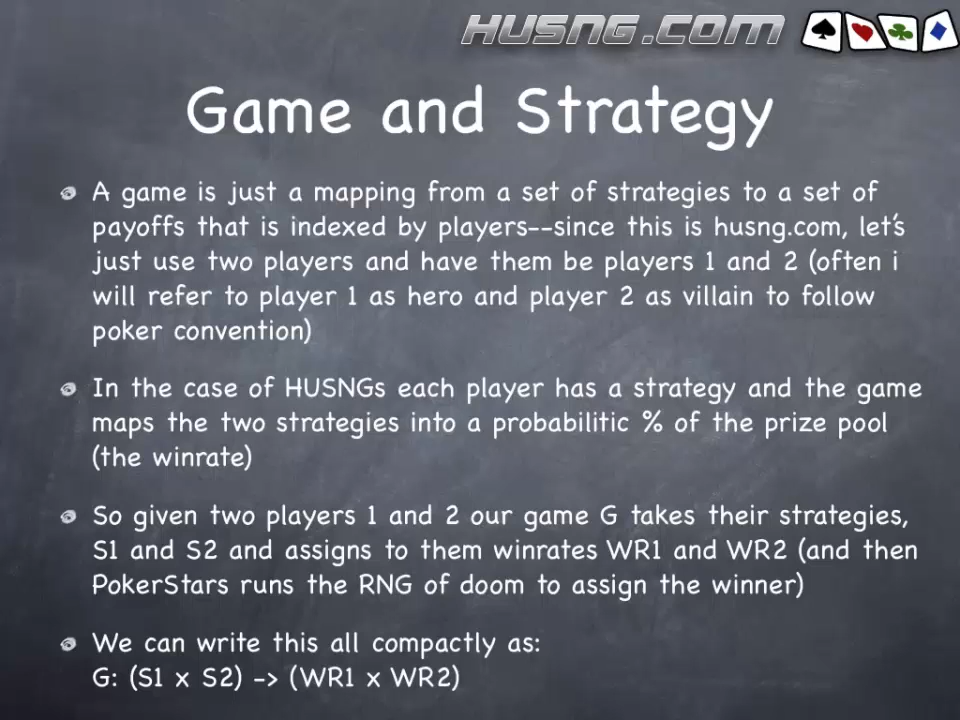 HUSNG.COM
Game and Strategy
A game is just a mapping from a set of strategies to a set of
payoffs that is indexed by players--since this is husng.com, let's
just use two players and have them be players 1 and 2 (often i
will refer to player 1 as hero and player 2 as villain to follow
poker convention)
In the case of HUSNGs each player has a strategy and the game
maps the two strategies into a probabilitic % of the prize pool
(the winrate)
So given two players 1 and 2 our game G takes their strategies,
S1 and S2 and assigns to them winrates WR1 and WR2 (and then
PokerStars runs the RNG of doom to assign the winner)
We can write this all compactly as:
G: (S1 x S2) -> (WR1 x WR2)